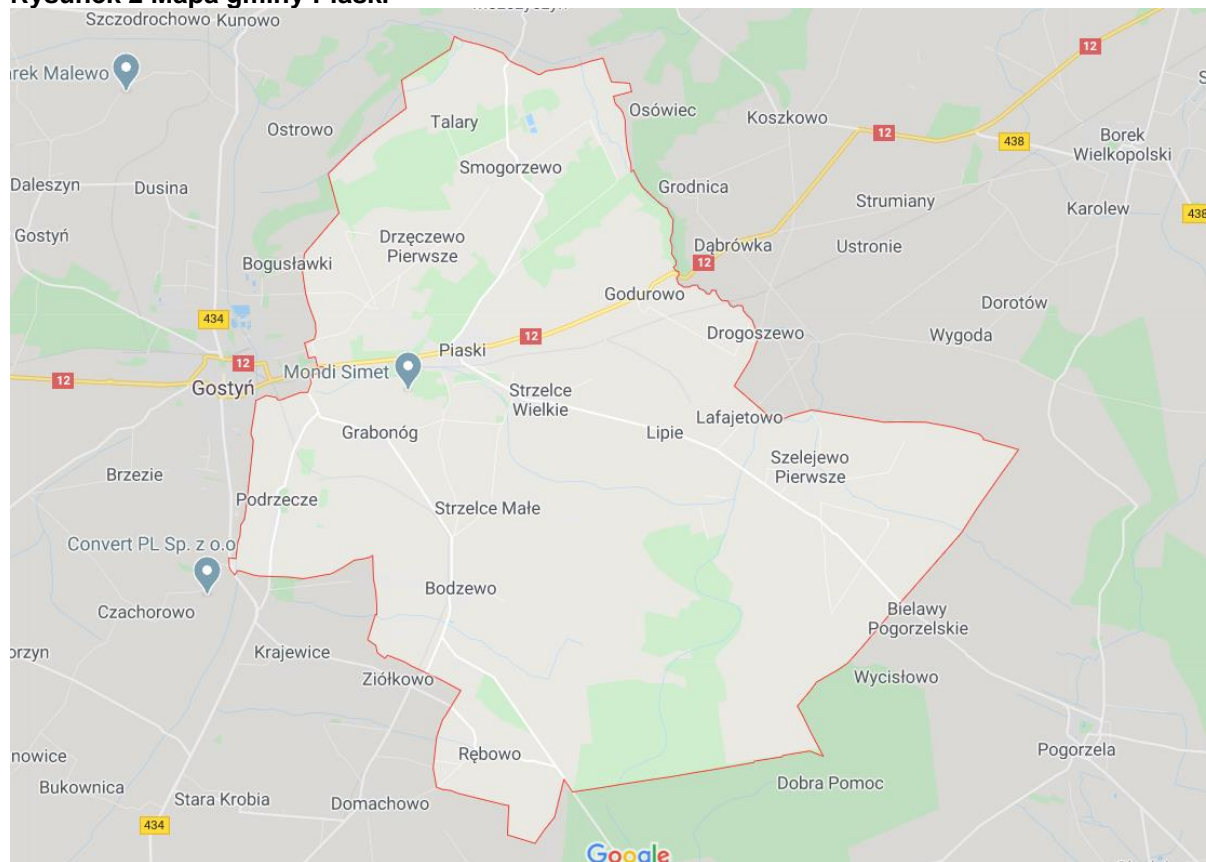 Rysunek 2 Mapa gminy Piaski
Szczodrochowo
Kunowo
12
arek Malewo
Osówiec
Koszkowo
Talary
Ostrowo
12
438
Borek
Wielkopolski
Smogorzewo
Daleszyn
Dusina
Grodnica
Strumiany
Karolew
438
Gostyń
Drzęczewo
Pierwsze
Dąbrówka
Ustronie
Bogusławki
12
Godurowo
Dorotów
434
Drogoszewo
Wygoda
12
Piaski
12
12
Mondi Simet
Gostyń
Strzelce
Wielkie
Lafajetowo
Grabonóg
Lipie
Szelejewo
Pierwsze
Brzezie
Podrzecze
Strzelce Małe
Convert PL Sp. z o.o
Bodzewo
Czachorowo
Bielawy
Pogorzelskie
orzyn
Krajewice
Ziółkowo
Wycisłowo
nowice
Rębowo
Pogorzela
Bukownica
Dobra Pomoc
Stara Krobia
Domachowo
434
Google